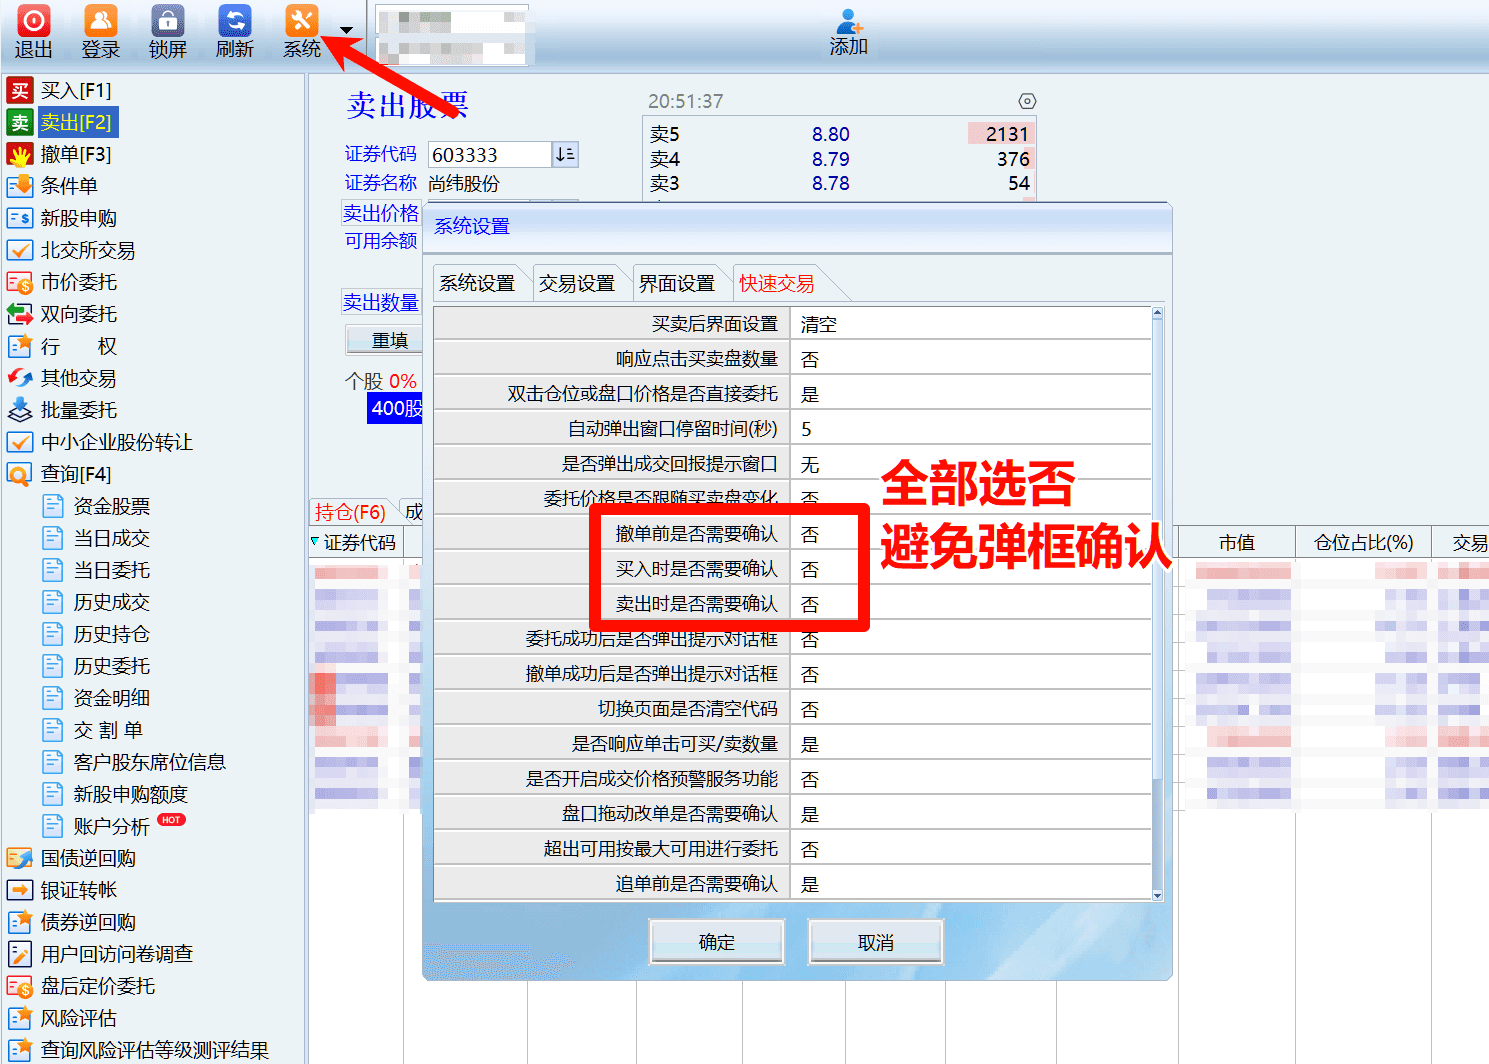 退出 登录 锁屏 刷新 系统 添加
买 买入[F1]
卖 卖出[F2]
撤单[F3]
条件单
新股申购
北交所交易
市价委托
双向委托
行 权
其他交易
批量委托
中小企业股份转让
查询[F4]
资金股票
当日成交
当日委托
历史成交
历史持仓
历史委托
资金明细
交 割 单
客户股东席位信息
新股申购额度
账户分析 HOT
国债逆回购
银证转帐
债券逆回购
用户回访问卷调查
盘后定价委托
风险评估
查询风险评估等级测评结果
卖出股票
证券代码 603333
证券名称 尚纬股份
卖出价格
可用余额
卖出数量
重填
个股 0%
400股
20:51:37
卖5 8.80 2131
卖4 8.79 376
卖3 8.78 54
持仓(F6) 成
证券代码 市值 仓位占比(%) 交易
系统设置
系统设置 交易设置 界面设置 快速交易
买卖后界面设置 清空
响应点击买卖盘数量 否
双击仓位或盘口价格是否直接委托 是
自动弹出窗口停留时间(秒) 5
是否弹出成交回报提示窗口 无
委托价格是否跟随买卖盘变化 否
撤单前是否需要确认 否
买入时是否需要确认 否
卖出时是否需要确认 否
委托成功后是否弹出提示对话框 否
撤单成功后是否弹出提示对话框 否
切换页面是否清空代码 否
是否响应单击可买/卖数量 是
是否开启成交价格预警服务功能 否
盘口拖动改单是否需要确认 是
超出可用按最大可用进行委托 否
追单前是否需要确认 是
确定 取消
全部选否
避免弹框确认